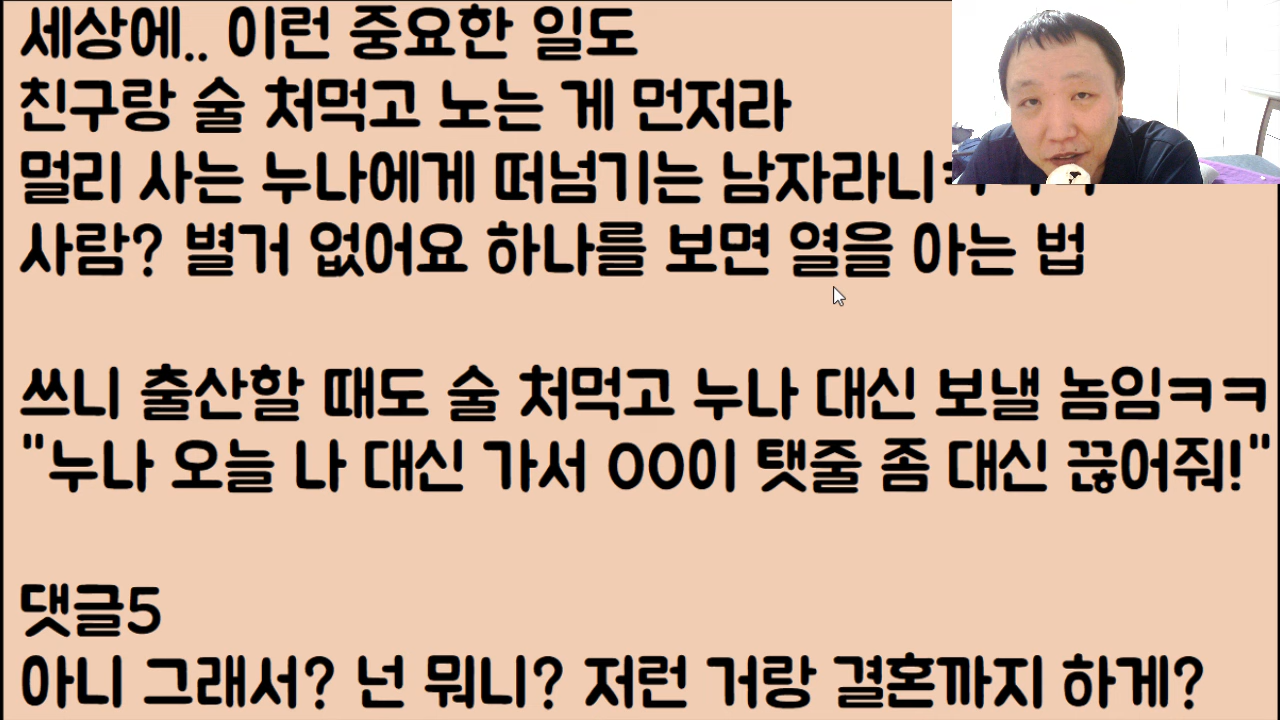 세상에.. 이런 중요한 일도
친구랑 술 처먹고 노는 게 먼저라
멀리 사는 누나에게 떠넘기는 남자라니
사람? 별거 없어요 하나를 보면 열을 아는 법
쓰니 출산할 때도 술 처먹고 누나 대신 보낼 놈임ㅋㅋ
"누나 오늘 나 대신 가서 OO이 탯줄 좀 대신 끊어줘!"
댓글5
아니 그래서? 넌 뭐니? 저런 거랑 결혼까지 하게?